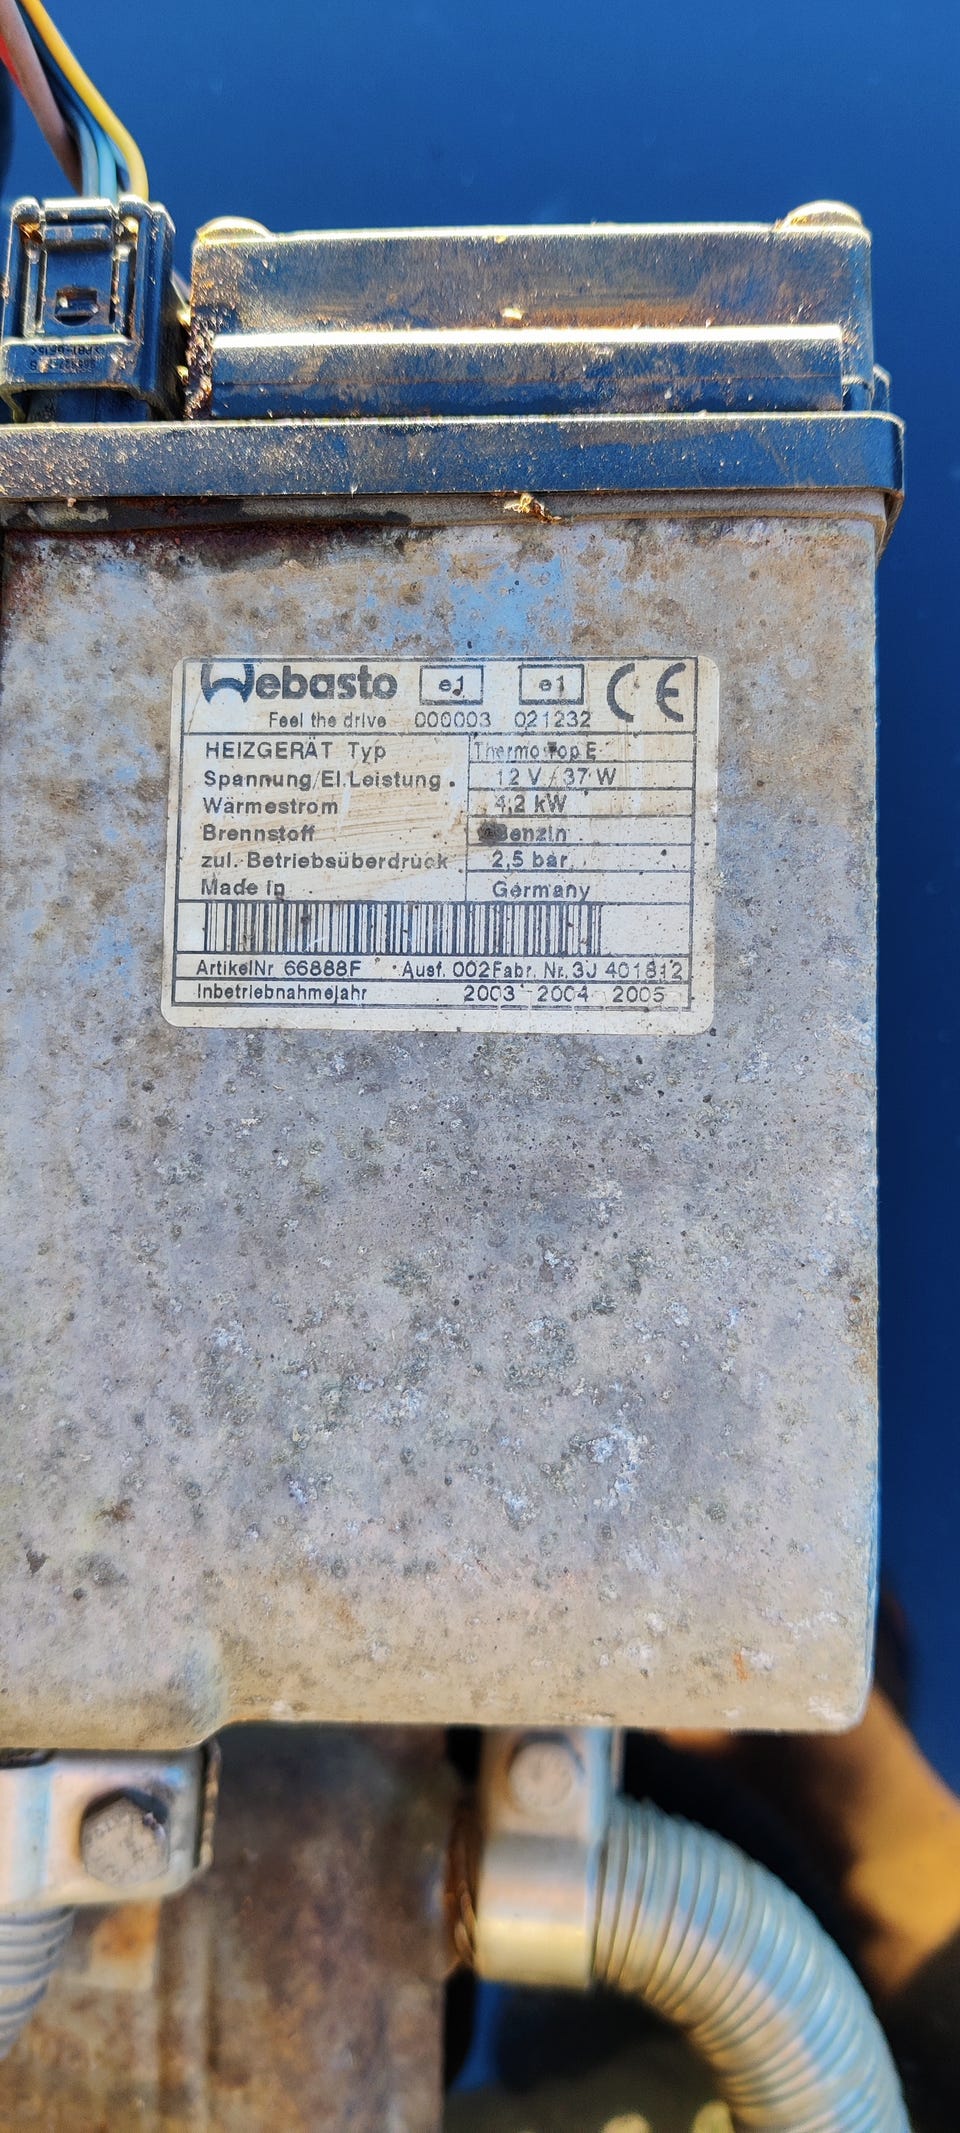 Webasto e1 e1 CE
Feel the drive 000003 021232
HEIZGERÄT Typ Thermo Top E
Spannung/El.Leistung 12 V / 37 W
Wärmestrom 4,2 kW
Brennstoff Benzin
zul. Betriebsüberdruck 2,5 bar
Made in Germany
ArtikelNr 66888F Ausf. 002 Fabr. Nr. 3J 401812
Inbetriebnahmejahr 2003 2004 2005